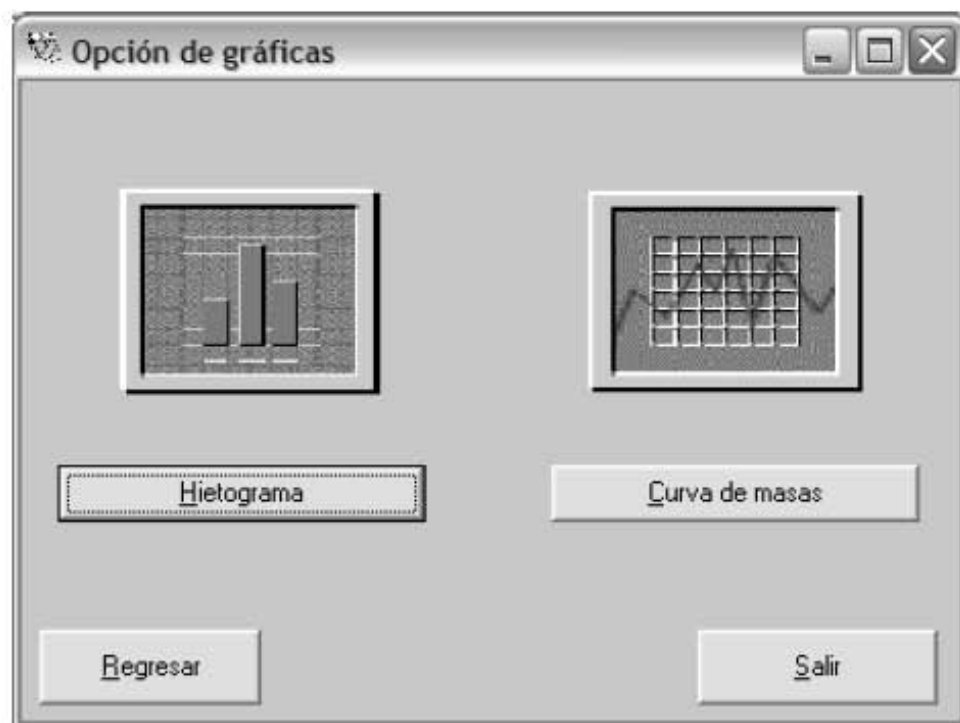 Opción de gráficas
Hietograma
Curva de masas
Regresar
Salir